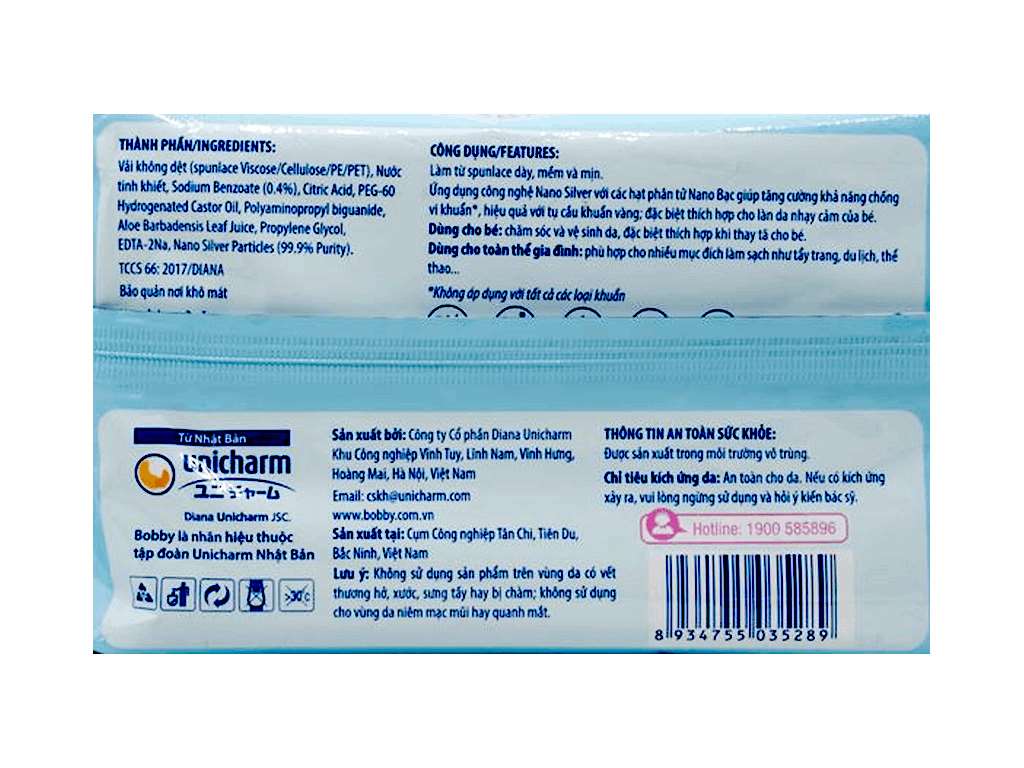 THÀNH PHẦN/INGREDIENTS:
Vải không dệt (spunlace Viscose/Cellulose/PE/PET), Nước
tinh khiết, Sodium Benzoate (0.4%), Citric Acid, PEG-60
Hydrogenated Castor Oil, Polyaminopropyl biguanide,
Aloe Barbadensis Leaf Juice, Propylene Glycol,
EDTA-2Na, Nano Silver Particles (99.9% Purity).
TCCS 66: 2017/DIANA
Bảo quản nơi khô mát
CÔNG DỤNG/FEATURES:
Làm từ spunlace dày, mềm và mịn.
Ứng dụng công nghệ Nano Silver với các hạt phân tử Nano Bạc giúp tăng cường khả năng chống
vi khuẩn*, hiệu quả với tụ cầu khuẩn vàng; đặc biệt thích hợp cho làn da nhạy cảm của bé.
Dùng cho bé: chăm sóc và vệ sinh da, đặc biệt thích hợp khi thay tã cho bé.
Dùng cho toàn thể gia đình: phù hợp cho nhiều mục đích làm sạch như tẩy trang, du lịch, thể
thao...
*Không áp dụng với tất cả các loại khuẩn
Từ Nhật Bản
unicharm
ユニ・チャーム
Diana Unicharm JSC.
Bobby là nhãn hiệu thuộc
tập đoàn Unicharm Nhật Bản
>30°c
Sản xuất bởi: Công ty Cổ phần Diana Unicharm
Khu Công nghiệp Vĩnh Tuy, Lĩnh Nam, Vĩnh Hưng,
Hoàng Mai, Hà Nội, Việt Nam
Email: cskh@unicharm.com
www.bobby.com.vn
Sản xuất tại: Cụm Công nghiệp Tân Chi, Tiên Du,
Bắc Ninh, Việt Nam
Lưu ý: Không sử dụng sản phẩm trên vùng da có vết
thương hở, xước, sưng tấy hay bị chàm; không sử dụng
cho vùng da niêm mạc mũi hay quanh mắt.
THÔNG TIN AN TOÀN SỨC KHỎE:
Được sản xuất trong môi trường vô trùng.
Chỉ tiêu kích ứng da: An toàn cho da. Nếu có kích ứng
xảy ra, vui lòng ngừng sử dụng và hỏi ý kiến bác sỹ.
Hotline: 1900 585896
8 934755 035289